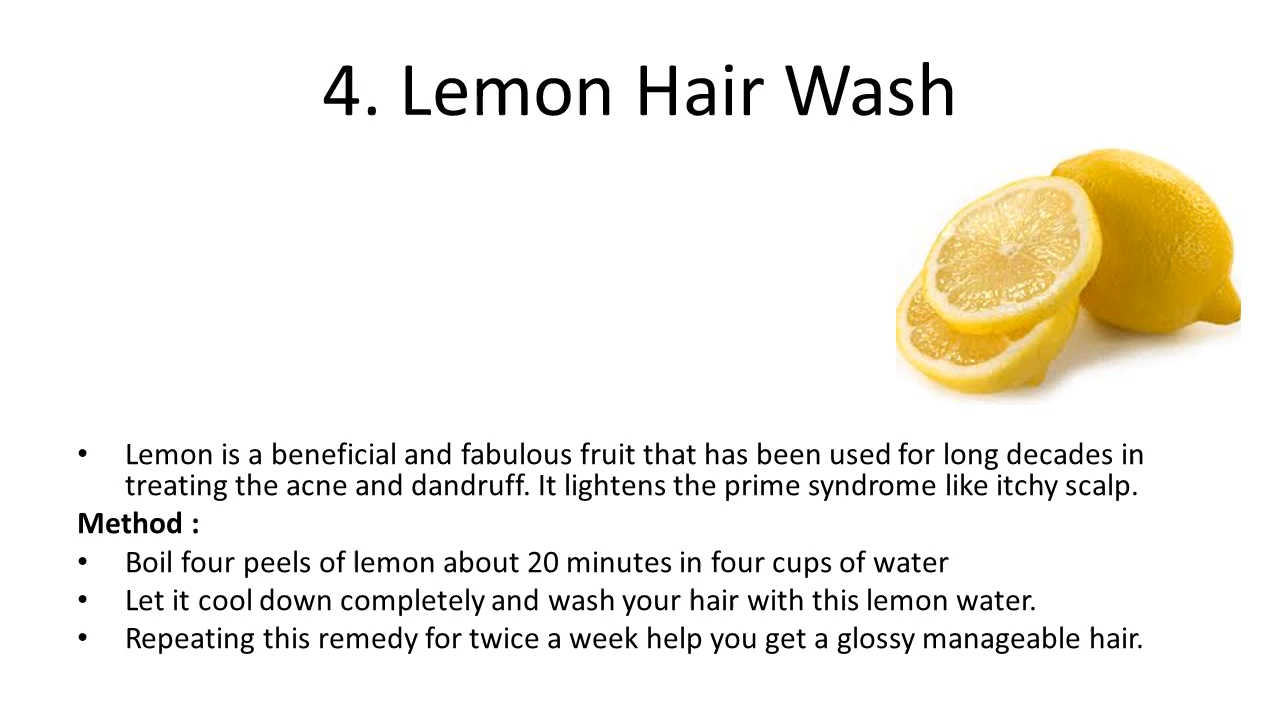 4. Lemon Hair Wash
• Lemon is a beneficial and fabulous fruit that has been used for long decades in
treating the acne and dandruff. It lightens the prime syndrome like itchy scalp.
Method :
• Boil four peels of lemon about 20 minutes in four cups of water
• Let it cool down completely and wash your hair with this lemon water.
• Repeating this remedy for twice a week help you get a glossy manageable hair.